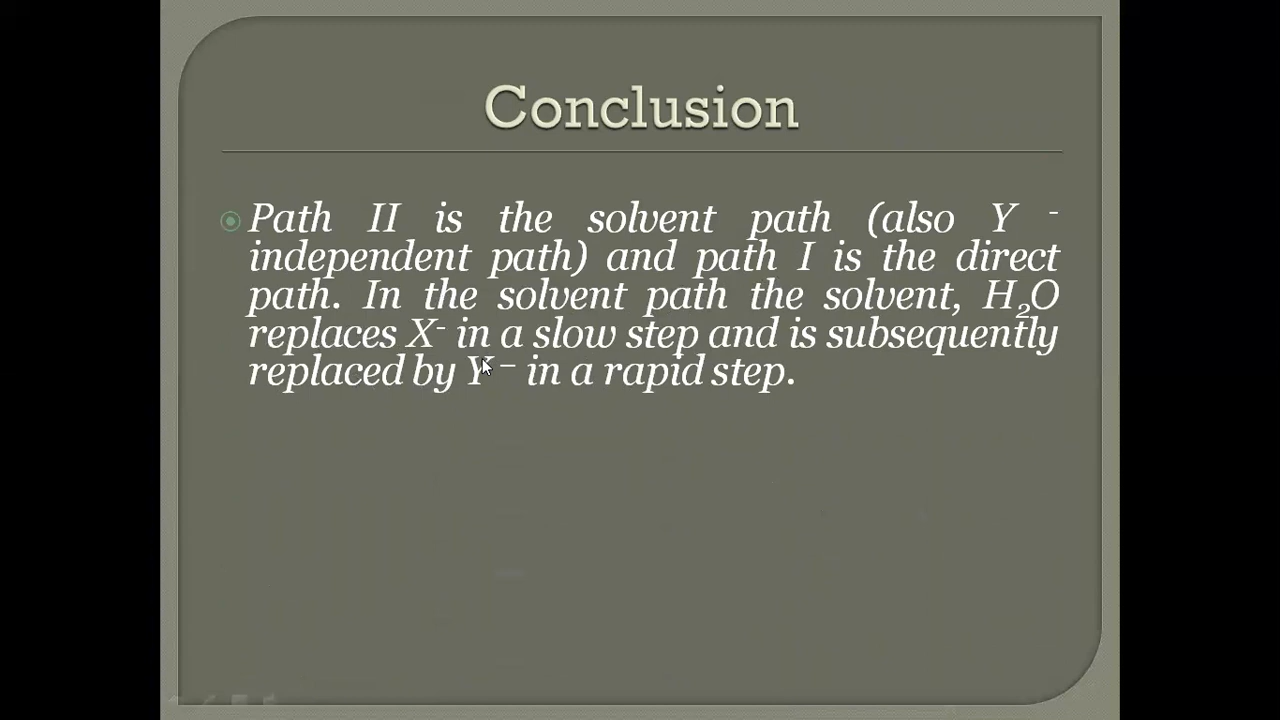 Conclusion
Path II is the solvent path (also Y -
independent path) and path I is the direct
path. In the solvent path the solvent, H₂O
replaces X⁻ in a slow step and is subsequently
replaced by Y ⁻ in a rapid step.